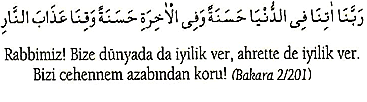 رَبَّنَا اٰتِنَا فِى الدُّنْيَا حَسَنَةً وَفِى الْاٰخِرَةِ حَسَنَةً وَقِنَا عَذَابَ النَّارِ
Rabbimiz! Bize dünyada da iyilik ver, ahrette de iyilik ver.
Bizi cehennem azabından koru! (Bakara 2/201)